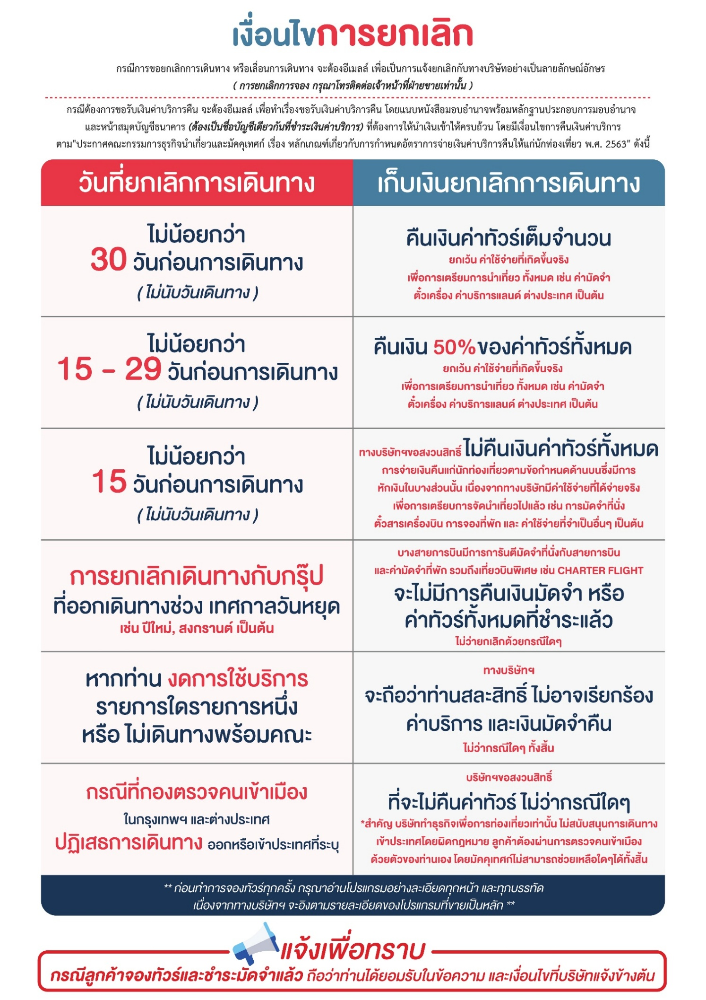 เงื่อนไขการยกเลิก
กรณีการขอยกเลิกการเดินทาง หรือเลื่อนการเดินทาง จะต้องอีเมลล์ เพื่อเป็นการแจ้งยกเลิกกับทางบริษัทอย่างเป็นลายลักษณ์อักษร
( การยกเลิกการจอง กรุณาโทรติดต่อเจ้าหน้าที่ฝ่ายขายเท่านั้น )
กรณีต้องการขอรับเงินค่าบริการคืน จะต้องอีเมลล์ เพื่อทำเรื่องขอรับเงินค่าบริการคืน โดยแนบหนังสือมอบอำนาจพร้อมหลักฐานประกอบการมอบอำนาจ
และหน้าสมุดบัญชีธนาคาร (ต้องเป็นชื่อบัญชีเดียวกันที่ชำระเงินค่าบริการ) ที่ต้องการให้นำเงินเข้าให้ครบถ้วน โดยมีเงื่อนไขการคืนเงินค่าบริการ
ตาม"ประกาศคณะกรรมการธุรกิจนำเกี่ยวและมัคคุเทศก์ เรื่อง หลักเกณฑ์เกี่ยวกับการกำหนดอัตราการจ่ายเงินค่าบริการคืนให้แก่นักท่องเที่ยว พ.ศ. 2563" ดังนี้
วันที่ยกเลิกการเดินทาง
เก็บเงินยกเลิกการเดินทาง
ไม่น้อยกว่า
30 วันก่อนการเดินทาง
( ไม่นับวันเดินทาง )
คืนเงินค่าทัวร์เต็มจำนวน
ยกเว้น ค่าใช้จ่ายที่เกิดขึ้นจริง
เพื่อการเตรียมการนำเที่ยว ทั้งหมด เช่น ค่ามัดจำ
ตั๋วเครื่อง ค่าบริการแลนด์ ต่างประเทศ เป็นต้น
ไม่น้อยกว่า
15 - 29 วันก่อนการเดินทาง
( ไม่นับวันเดินทาง )
คืนเงิน 50% ของค่าทัวร์ทั้งหมด
ยกเว้น ค่าใช้จ่ายที่เกิดขึ้นจริง
เพื่อการเตรียมการนำเที่ยว ทั้งหมด เช่น ค่ามัดจำ
ตั๋วเครื่อง ค่าบริการแลนด์ ต่างประเทศ เป็นต้น
ไม่น้อยกว่า
15 วันก่อนการเดินทาง
( ไม่นับวันเดินทาง )
ทางบริษัทฯขอสงวนสิทธิ์ ไม่คืนเงินค่าทัวร์ทั้งหมด
การจ่ายเงินคืนแก่นักท่องเที่ยวตามข้อกำหนดด้านบนซึ่งมีการ
หักเงินในบางส่วนนั้น เนื่องจากทางบริษัทมีค่าใช้จ่ายที่ได้จ่ายจริง
เพื่อการเตรียบการจัดนำเที่ยวไปแล้ว เช่น การมัดจำที่นั่ง
ตั๋วสารเครื่องบิน การจองที่พัก และ ค่าใช้จ่ายที่จำเป็นอื่นๆ เป็นต้น
การยกเลิกเดินทางกับกรุ๊ป
ที่ออกเดินทางช่วง เทศกาลวันหยุด
เช่น ปีใหม่, สงกรานต์ เป็นต้น
บางสายการบินมีการการันตีมัดจำที่นั่งกับสายการบิน
และค่ามัดจำที่พัก รวมถึงเที่ยวบินพิเศษ เช่น CHARTER FLIGHT
จะไม่มีการคืนเงินมัดจำ หรือ
ค่าทัวร์ทั้งหมดที่ชำระแล้ว
ไม่ว่ายกเลิกด้วยกรณีใดๆ
หากท่าน งดการใช้บริการ
รายการใดรายการหนึ่ง
หรือ ไม่เดินทางพร้อมคณะ
ทางบริษัทฯ
จะถือว่าท่านสละสิทธิ์ ไม่อาจเรียกร้อง
ค่าบริการ และเงินมัดจำคืน
ไม่ว่ากรณีใดๆ ทั้งสิ้น
กรณีที่กองตรวจคนเข้าเมือง
ในกรุงเทพฯ และต่างประเทศ
ปฏิเสธการเดินทาง ออกหรือเข้าประเทศที่ระบุ
บริษัทฯขอสงวนสิทธิ์
ที่จะไม่คืนค่าทัวร์ ไม่ว่ากรณีใดๆ
*สำคัญ บริษัททำธุรกิจเพื่อการท่องเที่ยวเท่านั้น ไม่สนับสนุนการเดินทาง
เข้าประเทศโดยผิดกฎหมาย ลูกค้าต้องผ่านการตรวจคนเข้าเมือง
ด้วยตัวของท่านเอง โดยมัคคุเทศก์ไม่สามารถช่วยเหลือใดๆได้ทั้งสิ้น
** ก่อนทำการจองทัวร์ทุกครั้ง กรุณาอ่านโปรแกรมอย่างละเอียดทุกหน้า และทุกบรรทัด
เนื่องจากทางบริษัทฯ จะอิงตามรายละเอียดของโปรแกรมที่ขายเป็นหลัก **
แจ้งเพื่อทราบ
กรณีลูกค้าจองทัวร์และชำระมัดจำแล้ว ถือว่าท่านได้ยอมรับในข้อความ และเงื่อนไขที่บริษัทแจ้งข้างต้น